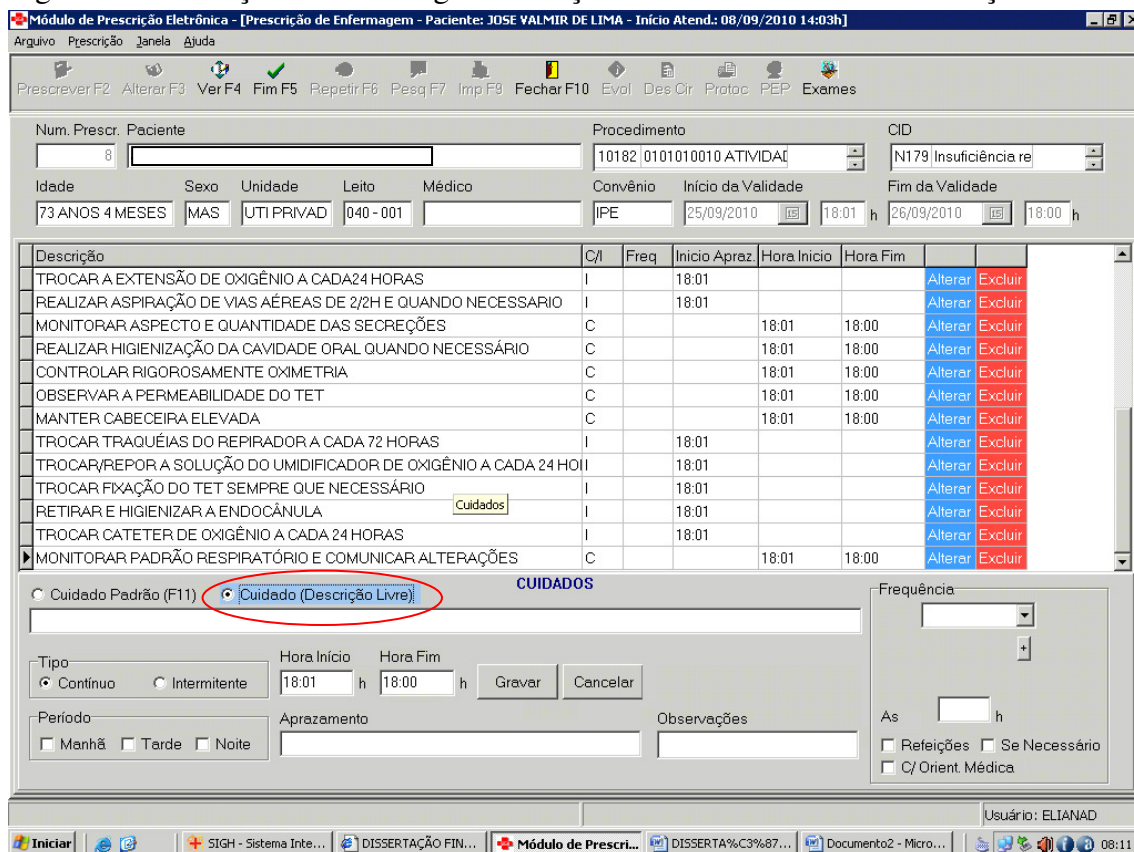 Módulo de Prescrição Eletrônica - [Prescrição de Enfermagem - Paciente: JOSE VALMIR DE LIMA - Início Atend.: 08/09/2010 14:03h]
Arquivo Prescrição Janela Ajuda
Prescrever F2 Alterar F3 Ver F4 Fim F5 Repetir F6 Pesq F7 Imp F9 Fechar F10 Evol Des Cir Protoc PEP Exames
Num. Prescr. Paciente Procedimento CID
8 10182 0101010010 ATIVIDAD N179 Insuficiência re
Idade Sexo Unidade Leito Médico Convênio Início da Validade Fim da Validade
73 ANOS 4 MESES MAS UTI PRIVAD 040 - 001 IPE 25/09/2010 15 18:01 h 26/09/2010 15 18:00 h
Descrição C/I Freq Inicio Apraz. Hora Inicio Hora Fim
TROCAR A EXTENSÃO DE OXIGÊNIO A CADA24 HORAS I 18:01 Alterar Excluir
REALIZAR ASPIRAÇÃO DE VIAS AÉREAS DE 2/2H E QUANDO NECESSARIO I 18:01 Alterar Excluir
MONITORAR ASPECTO E QUANTIDADE DAS SECREÇÕES C 18:01 18:00 Alterar Excluir
REALIZAR HIGIENIZAÇÃO DA CAVIDADE ORAL QUANDO NECESSÁRIO C 18:01 18:00 Alterar Excluir
CONTROLAR RIGOROSAMENTE OXIMETRIA C 18:01 18:00 Alterar Excluir
OBSERVAR A PERMEABILIDADE DO TET C 18:01 18:00 Alterar Excluir
MANTER CABECEIRA ELEVADA C 18:01 18:00 Alterar Excluir
TROCAR TRAQUÉIAS DO REPIRADOR A CADA 72 HORAS I 18:01 Alterar Excluir
TROCAR/REPOR A SOLUÇÃO DO UMIDIFICADOR DE OXIGÊNIO A CADA 24 HO I 18:01 Alterar Excluir
TROCAR FIXAÇÃO DO TET SEMPRE QUE NECESSÁRIO I 18:01 Alterar Excluir
RETIRAR E HIGIENIZAR A ENDOCÂNULA Cuidados I 18:01 Alterar Excluir
TROCAR CATETER DE OXIGÊNIO A CADA 24 HORAS I 18:01 Alterar Excluir
MONITORAR PADRÃO RESPIRATÓRIO E COMUNICAR ALTERAÇÕES C 18:01 18:00 Alterar Excluir
CUIDADOS
Cuidado Padrão (F11) Cuidado (Descrição Livre) Frequência
Tipo Hora Início Hora Fim
Contínuo Intermitente 18:01 h 18:00 h Gravar Cancelar +
Período Aprazamento Observações As h
Manhã Tarde Noite Refeições Se Necessário
C/ Orient. Médica
Usuário: ELIANAD
Iniciar SIGH - Sistema Inte... DISSERTAÇÃO FIN... Módulo de Prescri... DISSERTA%C3%87... Documento2 - Micro... 08:11